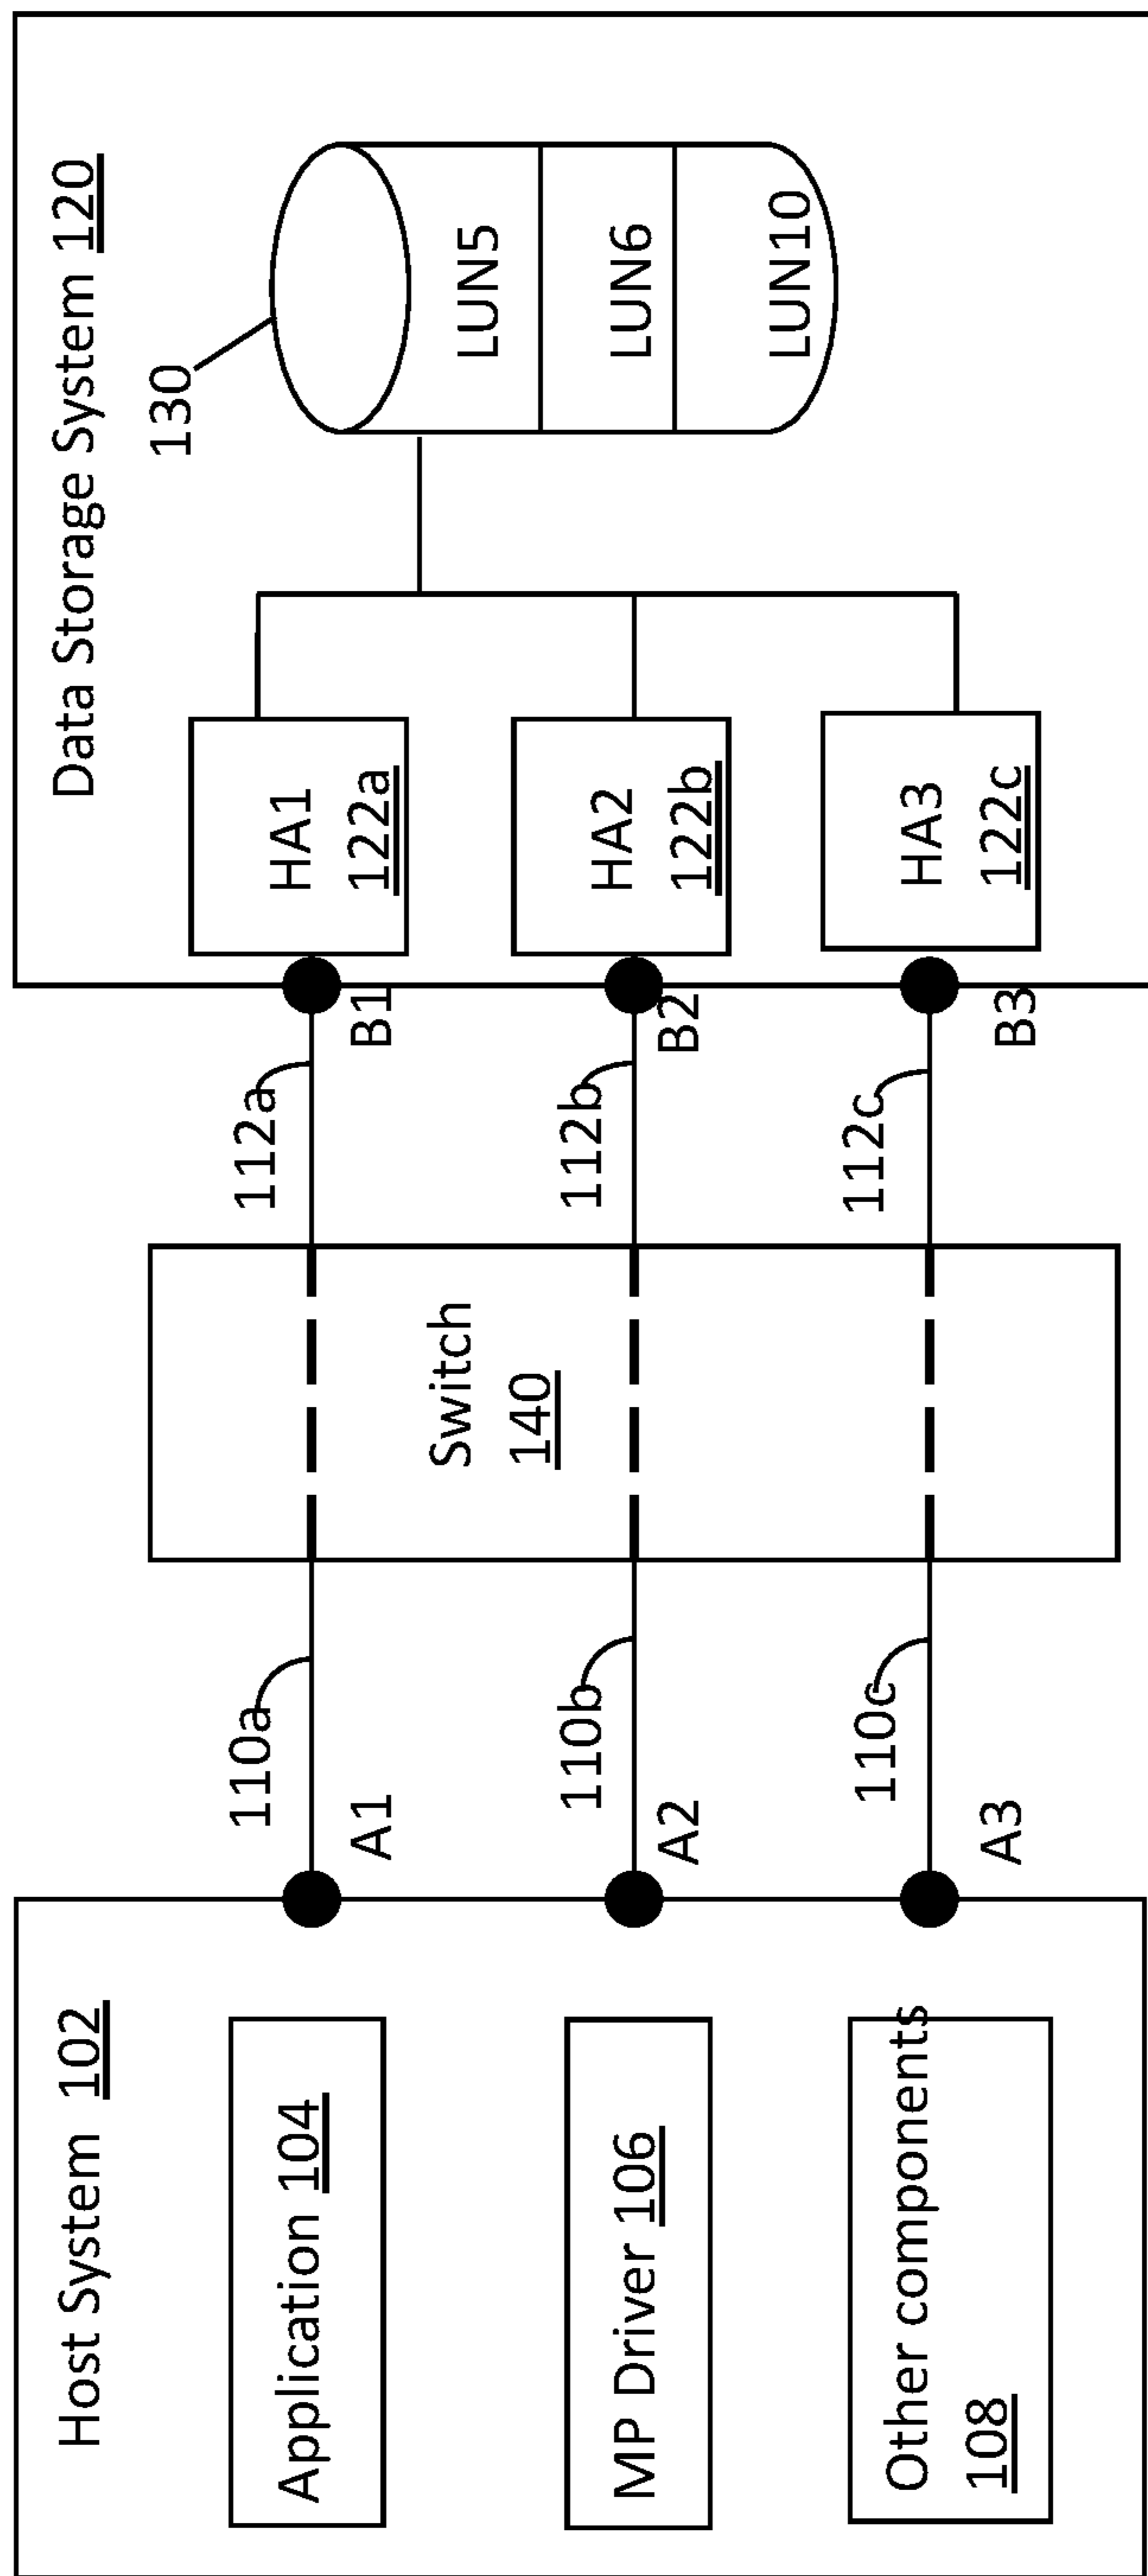 Host System 102
Application 104
MP Driver 106
Other components
108
A1
A2
A3
110a
110b
110c
Switch
140
112a
112b
112c
B1
B2
B3
Data Storage System 120
HA1
122a
HA2
122b
HA3
122c
130
LUN5
LUN6
LUN10